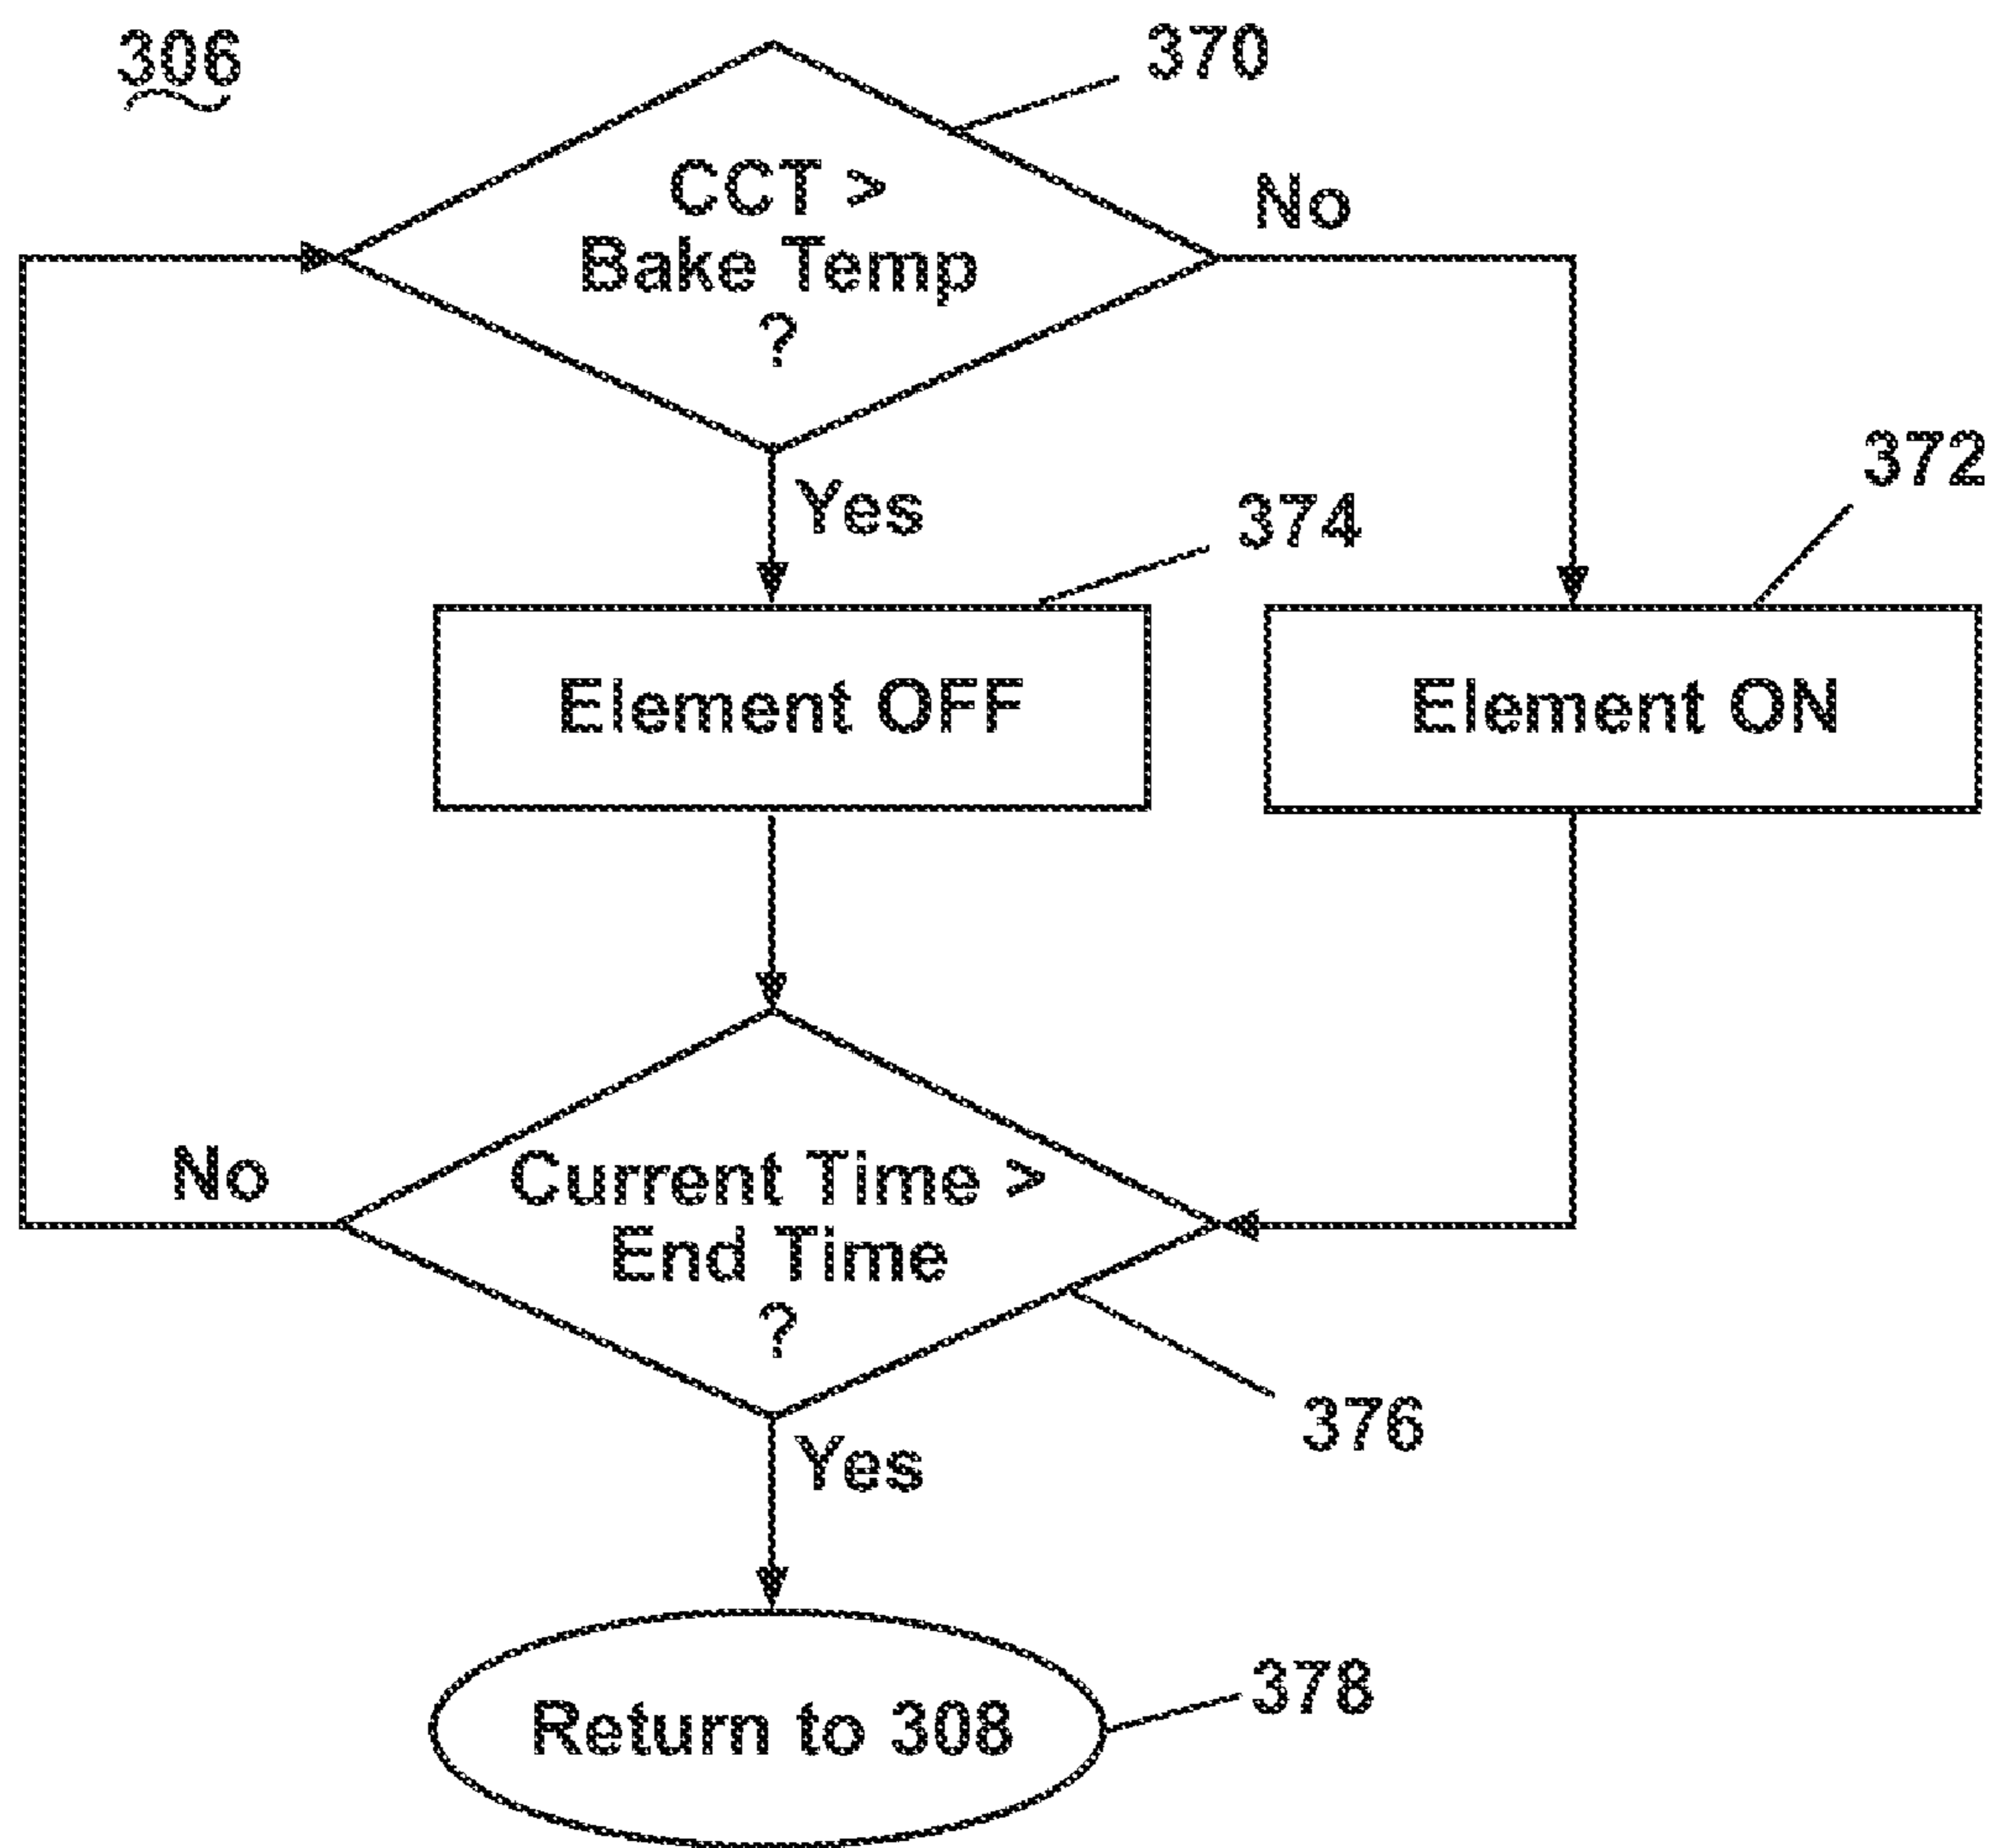 306
370
CCT >
Bake Temp
?
No
Yes
374
372
Element OFF
Element ON
No
Current Time >
End Time
?
376
Yes
Return to 308
378